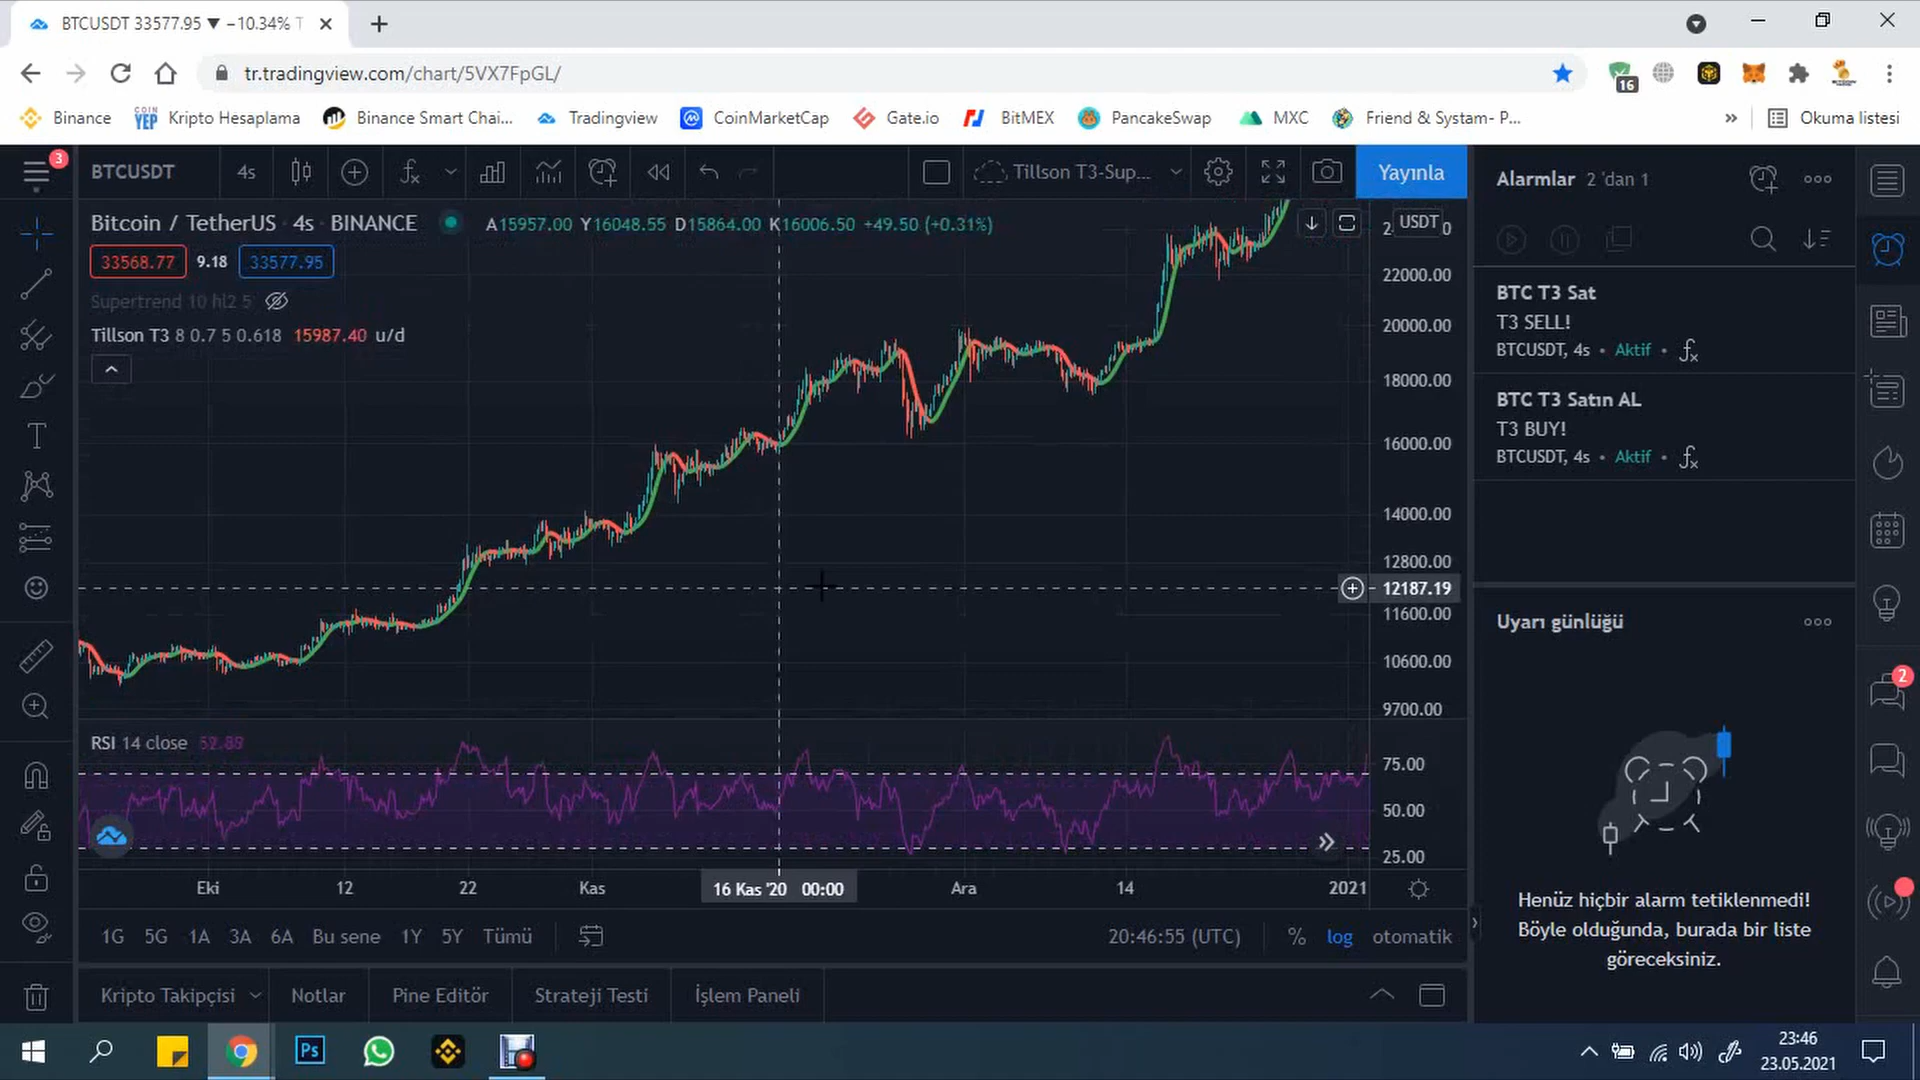 BTCUSDT 33577.95 ▼ −10.34% T
tr.tradingview.com/chart/5VX7FpGL/
16
Binance
COIN YEP
Kripto Hesaplama
Binance Smart Chai...
Tradingview
CoinMarketCap
Gate.io
BitMEX
PancakeSwap
MXC
Friend & Systam- P...
»
Okuma listesi
3
BTCUSDT
4s
Tillson T3-Sup...
Yayınla
Bitcoin / TetherUS · 4s · BINANCE
A15957.00 Y16048.55 D15864.00 K16006.50 +49.50 (+0.31%)
33568.77
9.18
33577.95
Supertrend 10 hl2 5
Tillson T3 8 0.7 5 0.618 15987.40 u/d
USDT
22000.00
20000.00
18000.00
16000.00
14000.00
12800.00
12187.19
11600.00
10600.00
9700.00
RSI 14 close 52.88
75.00
50.00
25.00
Eki
12
22
Kas
16 Kas '20 00:00
Ara
14
2021
1G
5G
1A
3A
6A
Bu sene
1Y
5Y
Tümü
20:46:55 (UTC)
%
log
otomatik
Kripto Takipçisi
Notlar
Pine Editör
Strateji Testi
İşlem Paneli
Alarmlar 2 'dan 1
BTC T3 Sat
T3 SELL!
BTCUSDT, 4s • Aktif •
BTC T3 Satın AL
T3 BUY!
BTCUSDT, 4s • Aktif •
Uyarı günlüğü
Henüz hiçbir alarm tetiklenmedi!
Böyle olduğunda, burada bir liste
göreceksiniz.
2
Ps
23:46
23.05.2021